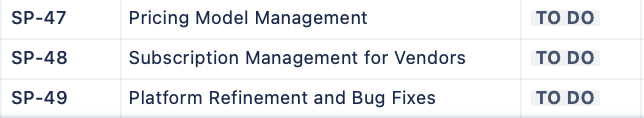 SP-47 Pricing Model Management TO DO
SP-48 Subscription Management for Vendors TO DO
SP-49 Platform Refinement and Bug Fixes TO DO